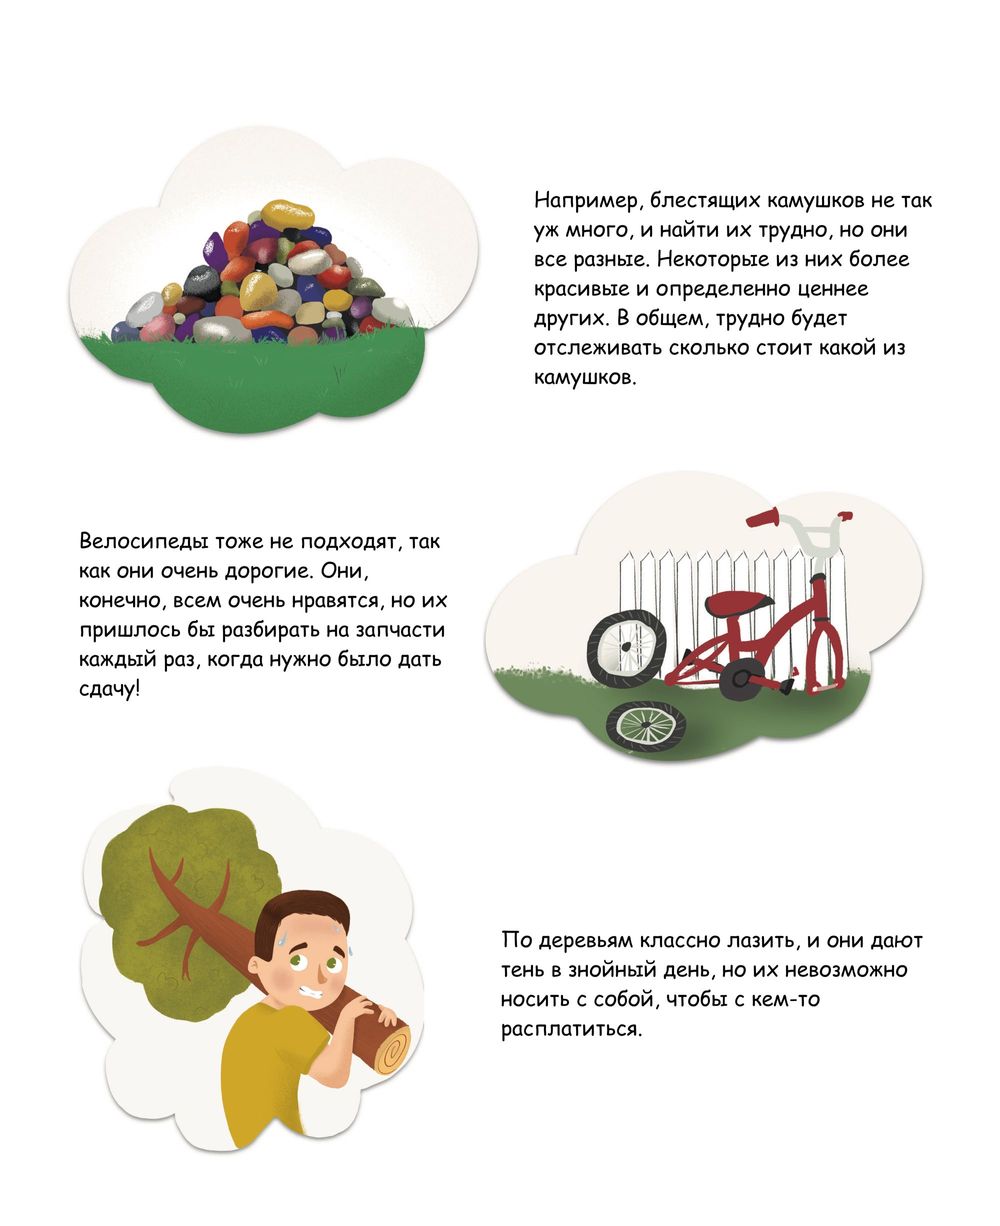 Например, блестящих камушков не так
уж много, и найти их трудно, но они
все разные. Некоторые из них более
красивые и определенно ценнее
других. В общем, трудно будет
отслеживать сколько стоит какой из
камушков.
Велосипеды тоже не подходят, так
как они очень дорогие. Они,
конечно, всем очень нравятся, но их
пришлось бы разбирать на запчасти
каждый раз, когда нужно было дать
сдачу!
По деревьям классно лазить, и они дают
тень в знойный день, но их невозможно
носить с собой, чтобы с кем-то
расплатиться.